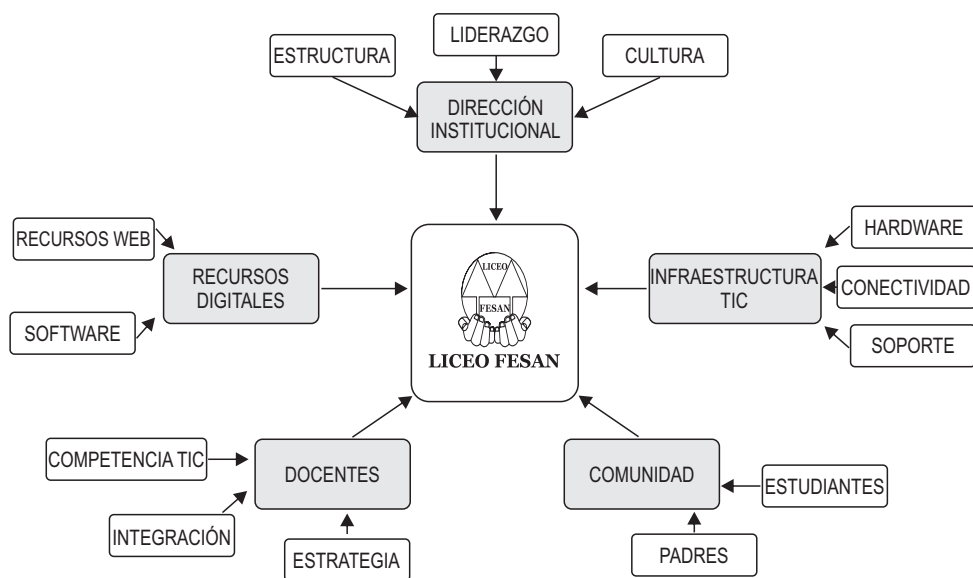 LIDERAZGO
ESTRUCTURA
CULTURA
DIRECCIÓN
INSTITUCIONAL
RECURSOS WEB
RECURSOS
DIGITALES
SOFTWARE
LICEO
FESAN
LICEO FESAN
HARDWARE
INFRAESTRUCTURA
TIC
CONECTIVIDAD
SOPORTE
COMPETENCIA TIC
DOCENTES
INTEGRACIÓN
ESTRATEGIA
COMUNIDAD
ESTUDIANTES
PADRES